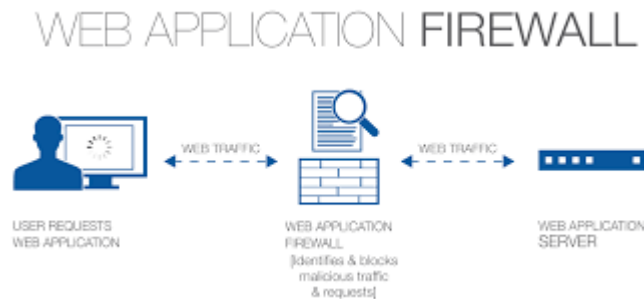 WEB APPLICATION FIREWALL
WEB TRAFFIC
WEB TRAFFIC
USER REQUESTS
WEB APPLICATION
WEB APPLICATION
FIREWALL
[Identifies & blocks
malicious traffic
& requests]
WEB APPLICATION
SERVER